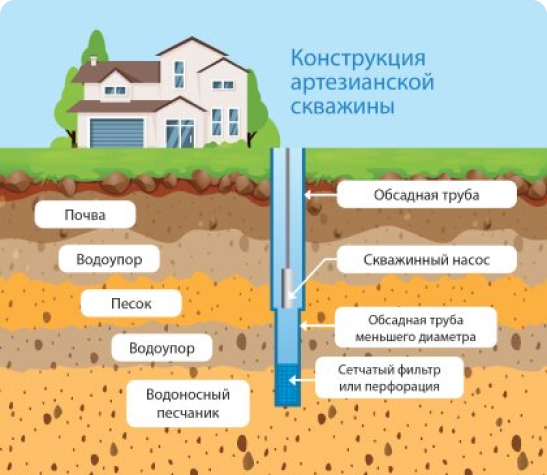 Конструкция
артезианской
скважины
Обсадная труба
Почва
Водоупор
Скважинный насос
Песок
Обсадная труба
меньшего диаметра
Водоупор
Сетчатый фильтр
или перфорация
Водоносный
песчаник